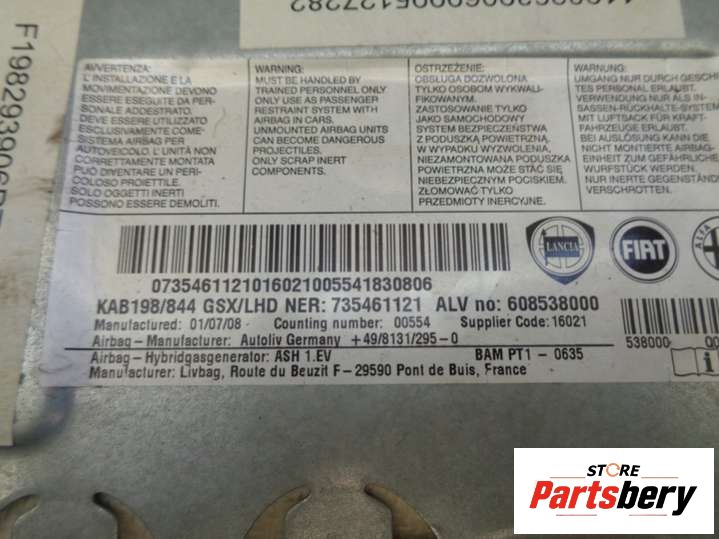 F198293906
AVVERTENZA:
L'INSTALLAZIONE E LA
MOVIMENTAZIONE DEVONO
ESSERE ESEGUITE DA PER-
SONALE ADDESTRATO.
DEVE ESSERE UTILIZZATO
ESCLUSIVAMENTE COME-
SISTEMA AIRBAG PER
AUTOVEICOLO L'UNITÀ NON
CORRETTAMENTE MONTATA
PUÒ DIVENTARE UN PERI-
COLOSO PROIETTILE.
SOLO OGGETTI INERTI
POSSONO ESSERE DEMOLITI.
WARNING:
MUST BE HANDLED BY
TRAINED PERSONNEL ONLY
ONLY USE AS PASSENGER
RESTRAINT SYSTEM WITH
AIRBAG IN CARS.
UNMOUNTED AIRBAG UNITS
CAN BECOME DANGEROUS
PROJECTILES.
ONLY SCRAP INERT
COMPONENTS.
OSTRZEŻENIE:
OBSŁUGA DOZWOLONA
TYLKO OSOBOM WYKWALI-
FIKOWANYM.
ZASTOSOWANIE TYLKO
JAKO SAMOCHODOWY
SYSTEM BEZPIECZEŃSTWA
Z PODUSZKĄ POWIETRZNĄ,
W WYPADKU WYZWOLENIA,
NIEZAMONTOWANA PODUSZKA
POWIETRZNA MOŻE STAĆ SIĘ
NIEBEZPIECZNYM POCISKIEM.
ZŁOMOWAĆ TYLKO
PRZEDMIOTY INERCYJNE.
WARNUNG:
UMGANG NUR DURCH GESCH
TES PERSONAL ERLAUBT.
VERWENDUNG NUR ALS IN-
SASSEN-RÜCKHALTE-SYSTEM
MIT LUFTSACK FÜR KRAFT-
FAHRZEUGE ERLAUBT.
BEI AUSLÖSUNG KANN DIE
NICHT MONTIERTE AIRBAG-
EINHEIT ZUM GEFÄHRLICHE
WURFSTÜCK WERDEN.
NUR INERTE GEGENSTÄND
VERSCHROTTEN.
LANCIA
FIAT
ALFA
07354611210160210055418308​06
KAB198/844 GSX/LHD NER: 735461121 ALV no: 608538000
Manufactured: 01/07/08 - Counting number: 00554 Supplier Code: 16021
Airbag - Manufacturer: Autoliv Germany +49/8131/295-0
Airbag - Hybridgasgenerator: ASH 1.EV BAM PT1 - 0635
Manufacturer: Livbag, Route du Beuzit F-29590 Pont de Buis, France
538000
i
STORE
Partsbery